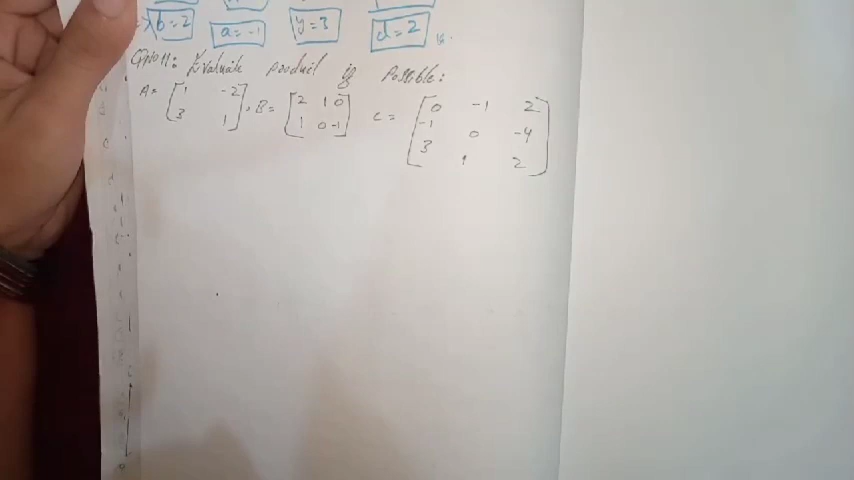 b = 2 a = -1 y = 3 d = 2
Evaluate product if Possible:
A = [1 -2 , B = [2 1 0 C = [0 -1 2
3 1] 1 0 -1] -1 0 -4
3 1 2]